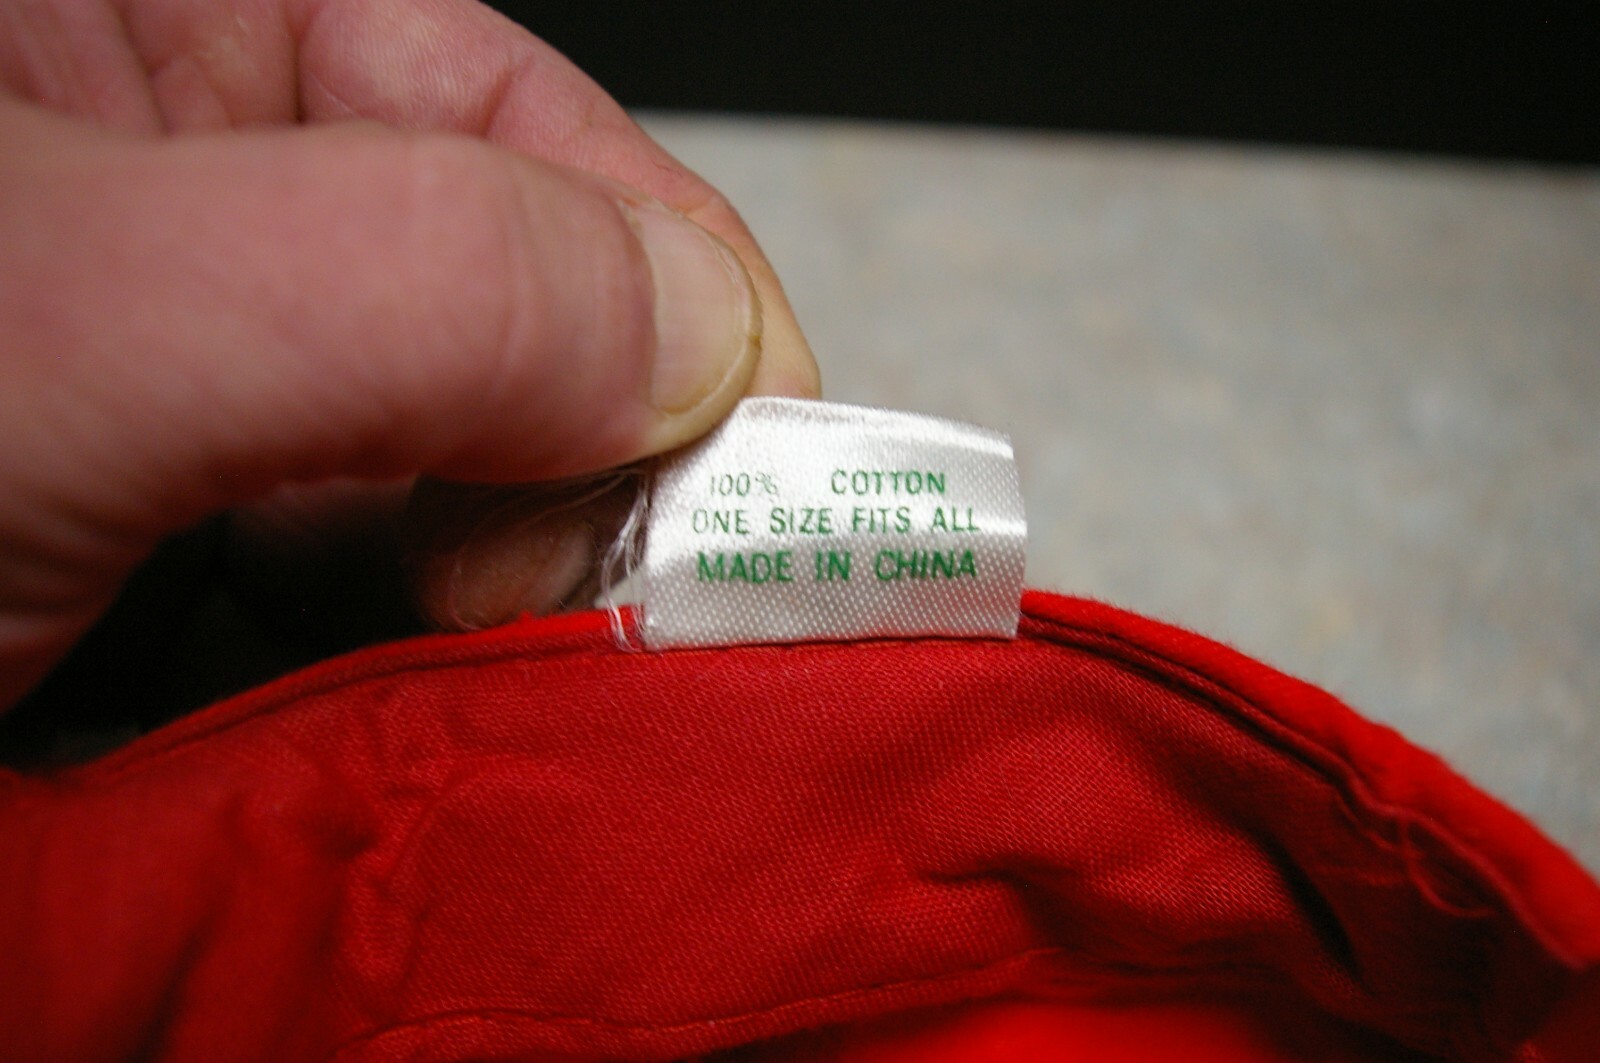 100% COTTON
ONE SIZE FITS ALL
MADE IN CHINA